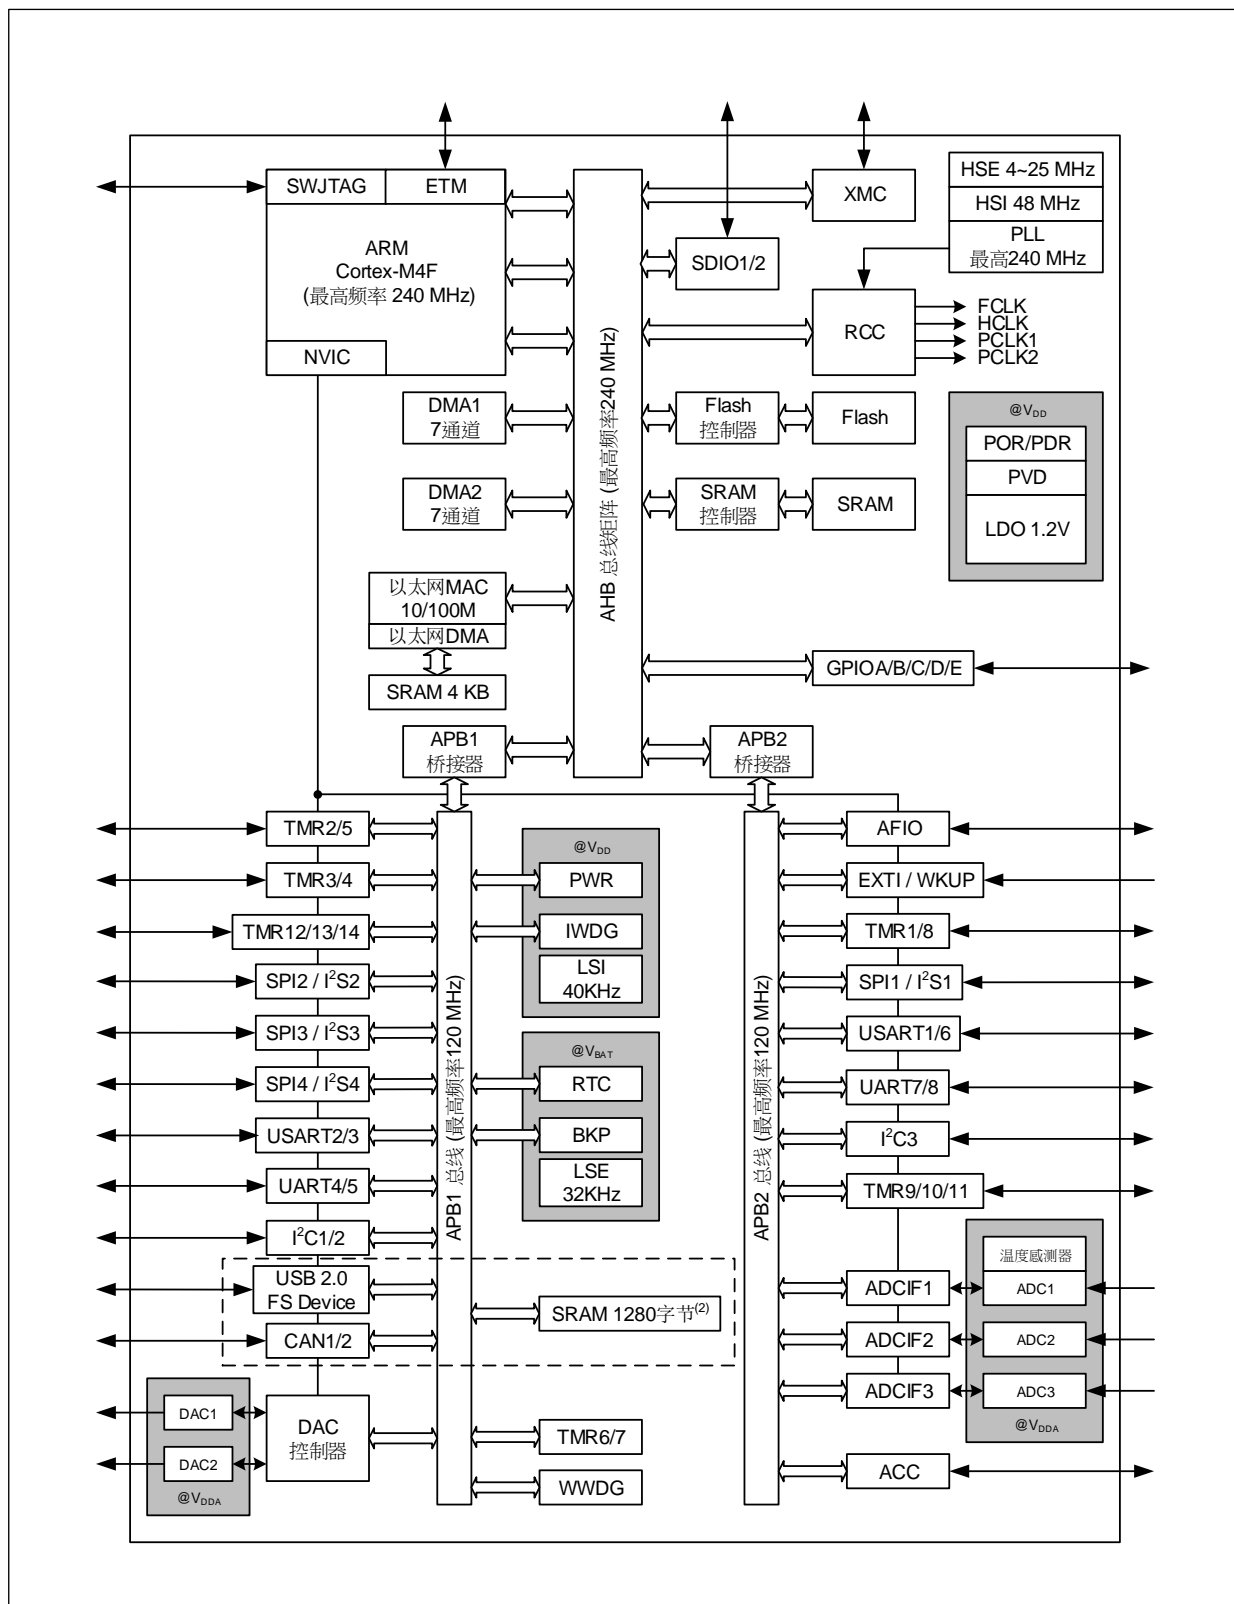 SWJTAG
ETM
ARM
Cortex-M4F
(最高频率 240 MHz)
NVIC
AHB 总线矩阵 (最高频率240 MHz)
XMC
SDIO1/2
HSE 4~25 MHz
HSI 48 MHz
PLL
最高240 MHz
RCC
FCLK
HCLK
PCLK1
PCLK2
DMA1
7通道
Flash
控制器
Flash
DMA2
7通道
SRAM
控制器
SRAM
@VDD
POR/PDR
PVD
LDO 1.2V
以太网MAC
10/100M
以太网DMA
SRAM 4 KB
GPIOA/B/C/D/E
APB1
桥接器
APB2
桥接器
TMR2/5
TMR3/4
TMR12/13/14
SPI2 / I²S2
SPI3 / I²S3
SPI4 / I²S4
USART2/3
UART4/5
I²C1/2
USB 2.0
FS Device
CAN1/2
DAC1
DAC2
@VDDA
DAC
控制器
APB1 总线 (最高频率120 MHz)
@VDD
PWR
IWDG
LSI
40KHz
@VBAT
RTC
BKP
LSE
32KHz
SRAM 1280字节(2)
TMR6/7
WWDG
APB2 总线 (最高频率120 MHz)
AFIO
EXTI / WKUP
TMR1/8
SPI1 / I²S1
USART1/6
UART7/8
I²C3
TMR9/10/11
ADCIF1
ADCIF2
ADCIF3
温度感测器
ADC1
ADC2
ADC3
@VDDA
ACC